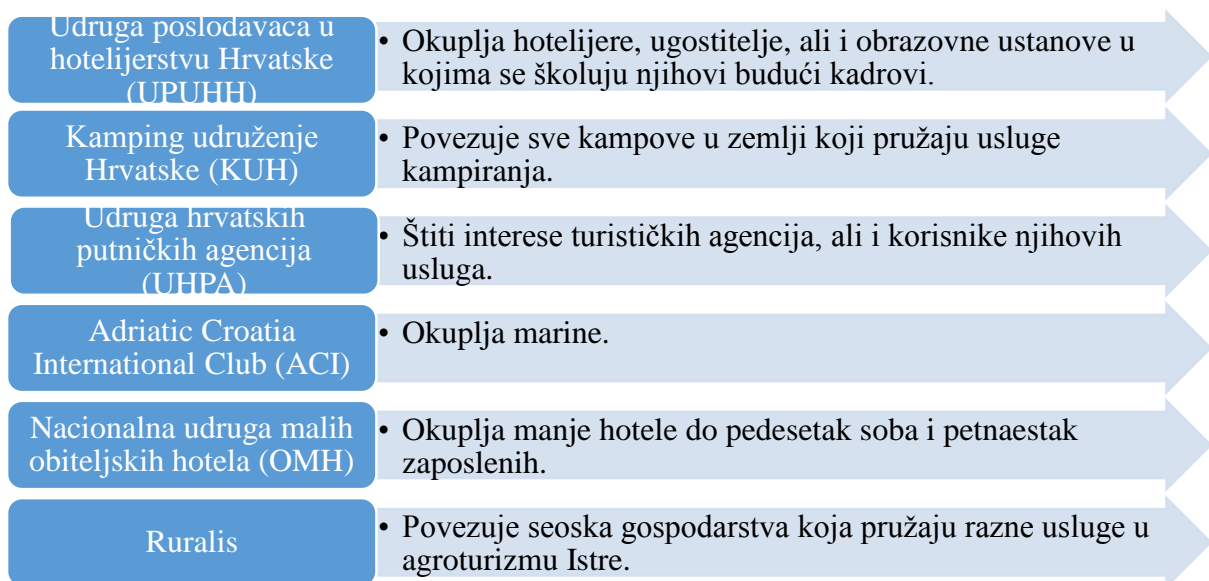 Udruga poslodavaca u
hotelijerstvu Hrvatske
(UPUHH)
• Okuplja hotelijere, ugostitelje, ali i obrazovne ustanove u
kojima se školuju njihovi budući kadrovi.
Kamping udruženje
Hrvatske (KUH)
• Povezuje sve kampove u zemlji koji pružaju usluge
kampiranja.
Udruga hrvatskih
putničkih agencija
(UHPA)
• Štiti interese turističkih agencija, ali i korisnike njihovih
usluga.
Adriatic Croatia
International Club (ACI)
• Okuplja marine.
Nacionalna udruga malih
obiteljskih hotela (OMH)
• Okuplja manje hotele do pedesetak soba i petnaestak
zaposlenih.
Ruralis
• Povezuje seoska gospodarstva koja pružaju razne usluge u
agroturizmu Istre.